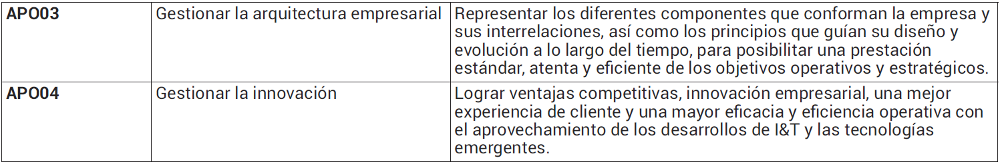 APO03 Gestionar la arquitectura empresarial Representar los diferentes componentes que conforman la empresa y
sus interrelaciones, así como los principios que guían su diseño y
evolución a lo largo del tiempo, para posibilitar una prestación
estándar, atenta y eficiente de los objetivos operativos y estratégicos.
APO04 Gestionar la innovación Lograr ventajas competitivas, innovación empresarial, una mejor
experiencia de cliente y una mayor eficacia y eficiencia operativa con
el aprovechamiento de los desarrollos de I&T y las tecnologías
emergentes.